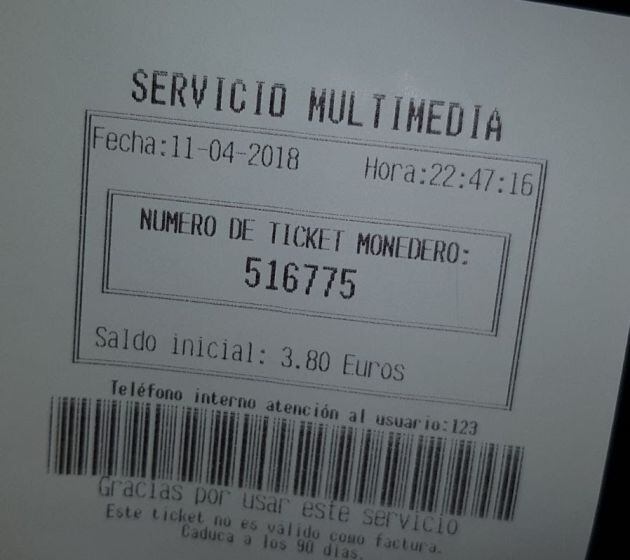 SERVICIO MULTIMEDIA
Fecha:11-04-2018 Hora:22:47:16
NUMERO DE TICKET MONEDERO:
516775
Saldo inicial: 3.80 Euros
Teléfono interno atención al usuario:123
Gracias por usar este servicio
Este ticket no es válido como factura.
Caduca a los 90 días.